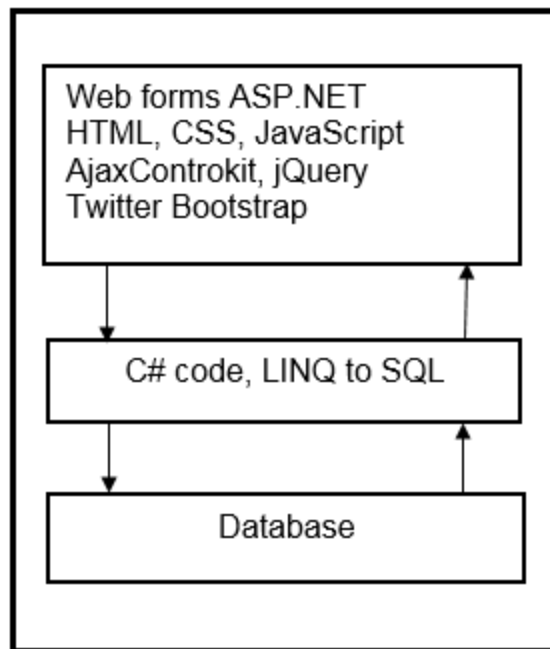 Web forms ASP.NET
HTML, CSS, JavaScript
AjaxControkit, jQuery
Twitter Bootstrap
C# code, LINQ to SQL
Database